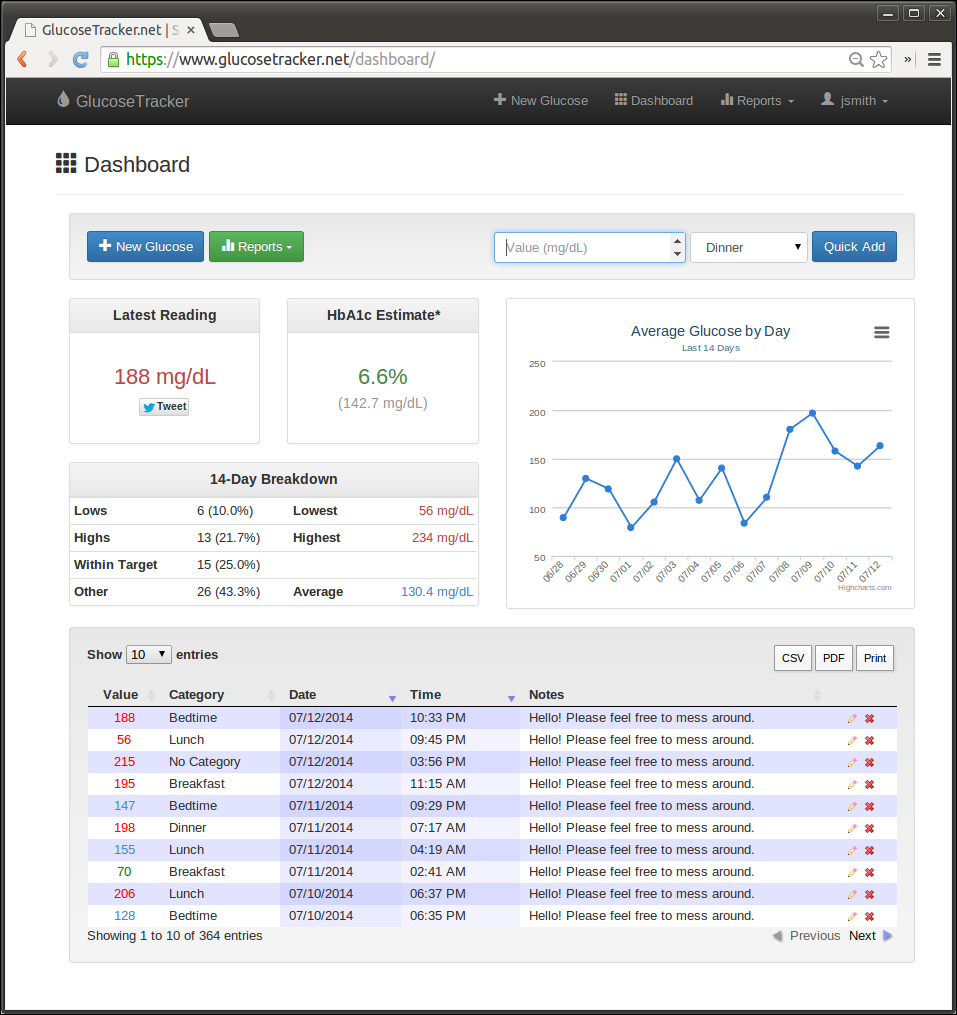 GlucoseTracker.net | S
https://www.glucosetracker.net/dashboard/
GlucoseTracker
New Glucose Dashboard Reports jsmith
Dashboard
New Glucose Reports Value (mg/dL) Dinner Quick Add
Latest Reading
188 mg/dL
Tweet
HbA1c Estimate*
6.6%
(142.7 mg/dL)
Average Glucose by Day
Last 14 Days
250
200
150
100
50
06/28 06/29 06/30 07/01 07/02 07/03 07/04 07/05 07/06 07/07 07/08 07/09 07/10 07/11 07/12
Highcharts.com
14-Day Breakdown
Lows 6 (10.0%) Lowest 56 mg/dL
Highs 13 (21.7%) Highest 234 mg/dL
Within Target 15 (25.0%)
Other 26 (43.3%) Average 130.4 mg/dL
Show 10 entries
CSV PDF Print
Value Category Date Time Notes
188 Bedtime 07/12/2014 10:33 PM Hello! Please feel free to mess around.
56 Lunch 07/12/2014 09:45 PM Hello! Please feel free to mess around.
215 No Category 07/12/2014 03:56 PM Hello! Please feel free to mess around.
195 Breakfast 07/12/2014 11:15 AM Hello! Please feel free to mess around.
147 Bedtime 07/11/2014 09:29 PM Hello! Please feel free to mess around.
198 Dinner 07/11/2014 07:17 AM Hello! Please feel free to mess around.
155 Lunch 07/11/2014 04:19 AM Hello! Please feel free to mess around.
70 Breakfast 07/11/2014 02:41 AM Hello! Please feel free to mess around.
206 Lunch 07/10/2014 06:37 PM Hello! Please feel free to mess around.
128 Bedtime 07/10/2014 06:35 PM Hello! Please feel free to mess around.
Showing 1 to 10 of 364 entries
Previous Next